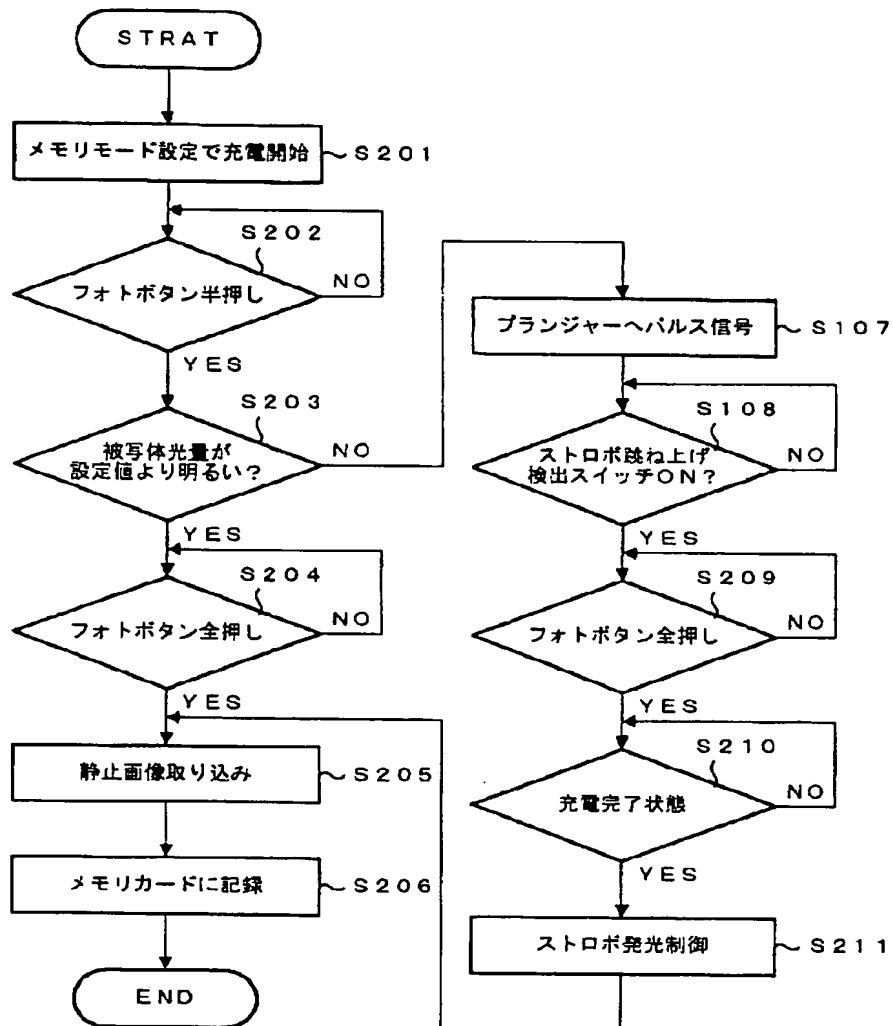 STRAT
メモリモード設定で充電開始
S201
S202
フォトボタン半押し
NO
YES
S203
被写体光量が
設定値より明るい?
NO
YES
S204
フォトボタン全押し
NO
YES
静止画像取り込み
S205
メモリカードに記録
S206
END
プランジャーへパルス信号
S107
S108
ストロボ跳ね上げ
検出スイッチON?
NO
YES
S209
フォトボタン全押し
NO
YES
S210
充電完了状態
NO
YES
ストロボ発光制御
S211